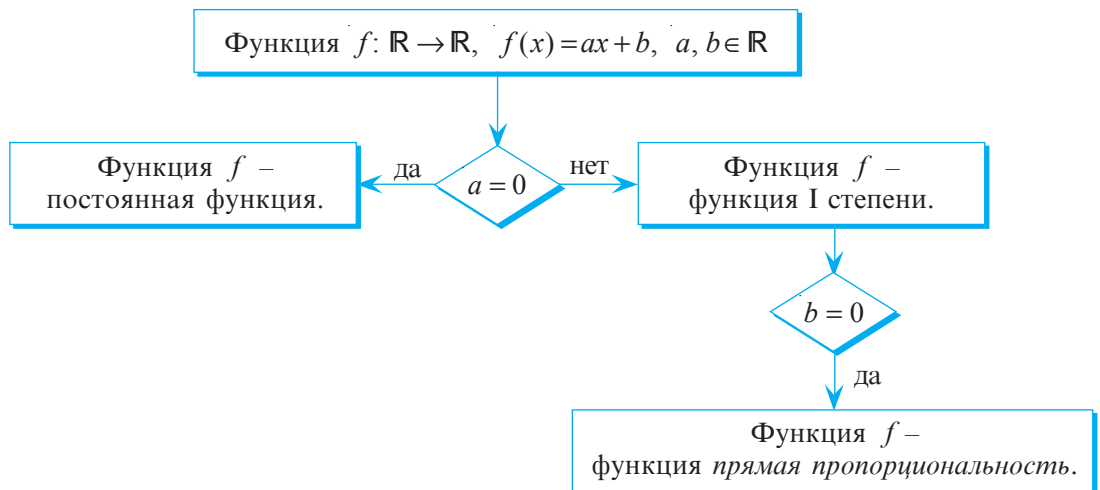 Функция f: ℝ → ℝ, f(x) = ax + b, a, b ∈ ℝ
Функция f –
постоянная функция.
да
a = 0
нет
Функция f –
функция I степени.
b = 0
да
Функция f –
функция прямая пропорциональность.